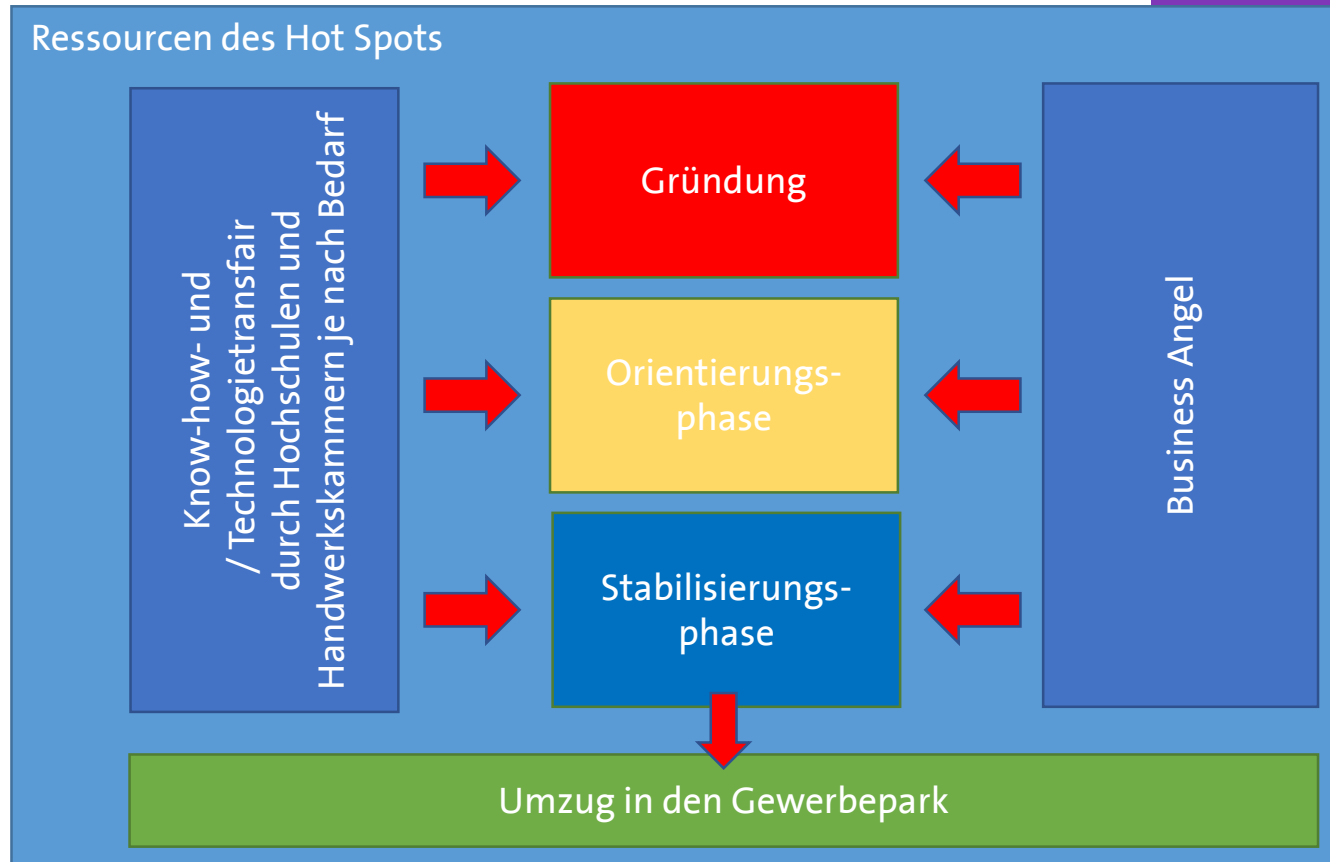 Ressourcen des Hot Spots
Know-how- und
/ Technologietransfair
durch Hochschulen und
Handwerkskammern je nach Bedarf
Gründung
Orientierungs-
phase
Stabilisierungs-
phase
Business Angel
Umzug in den Gewerbepark